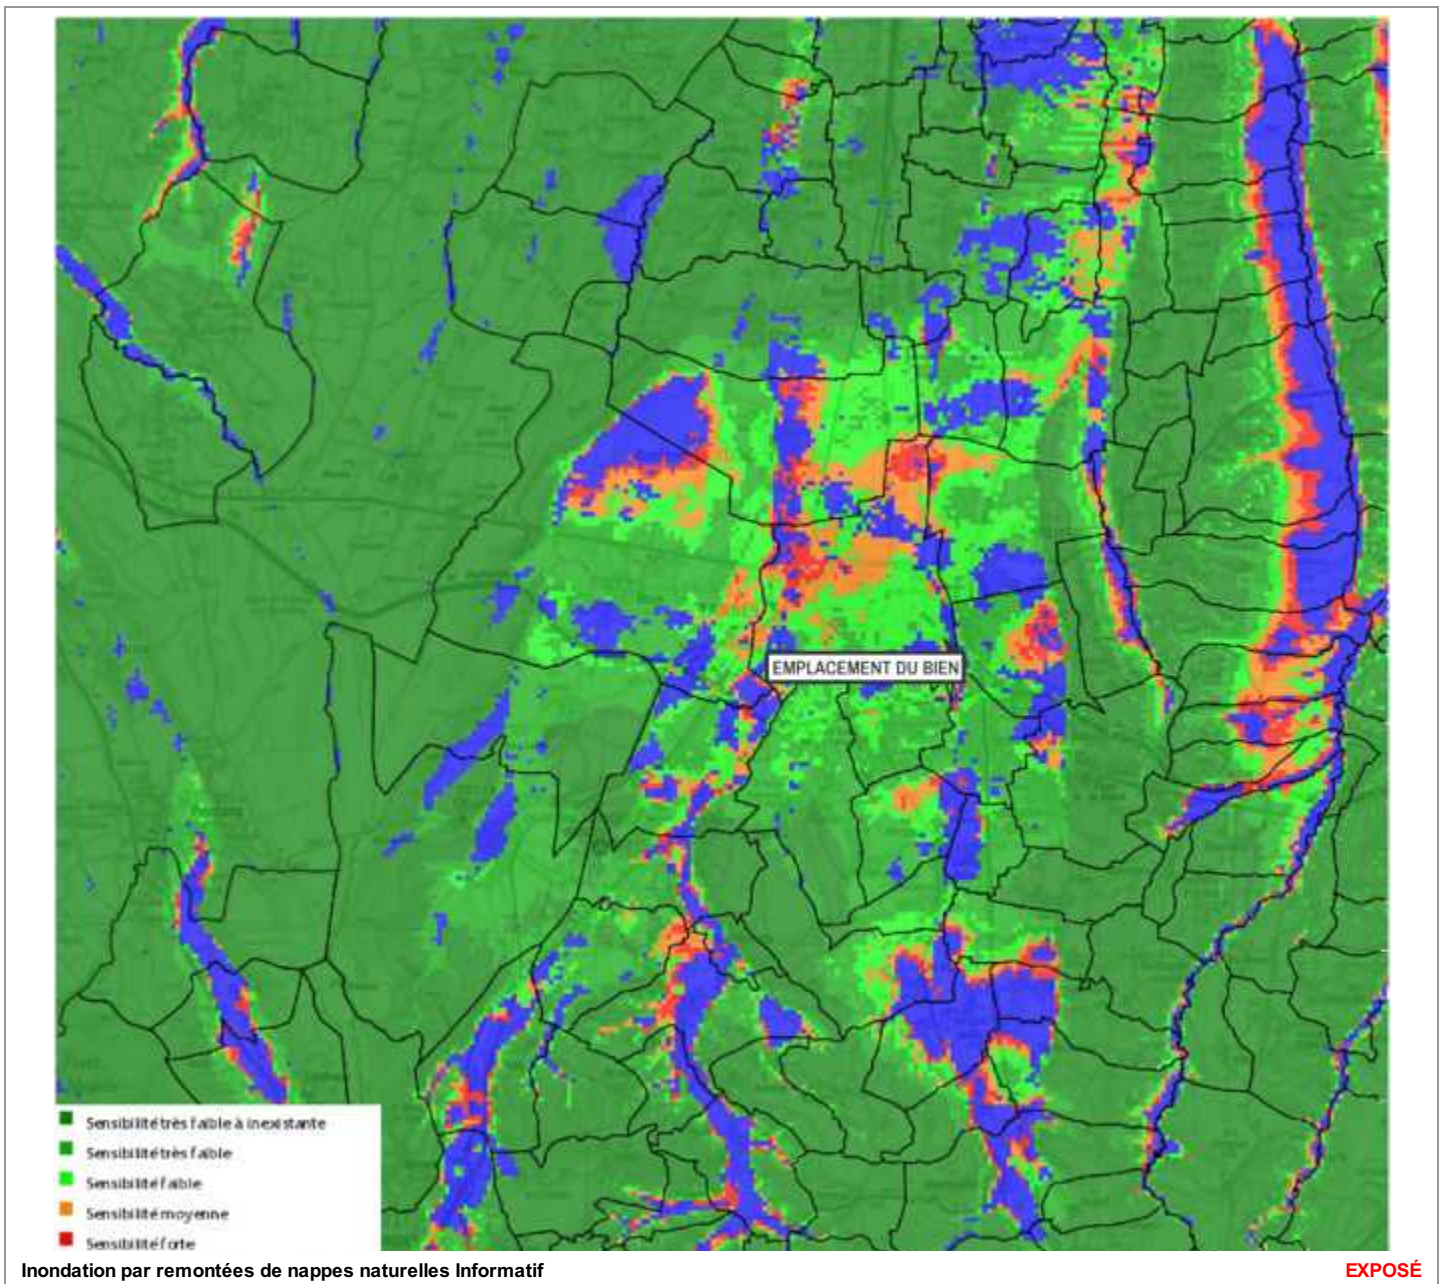 EMPLACEMENT DU BIEN
Sensibilité très faible à inexistante
Sensibilité très faible
Sensibilité faible
Sensibilité moyenne
Sensibilité forte
Inondation par remontées de nappes naturelles Informatif
EXPOSÉ